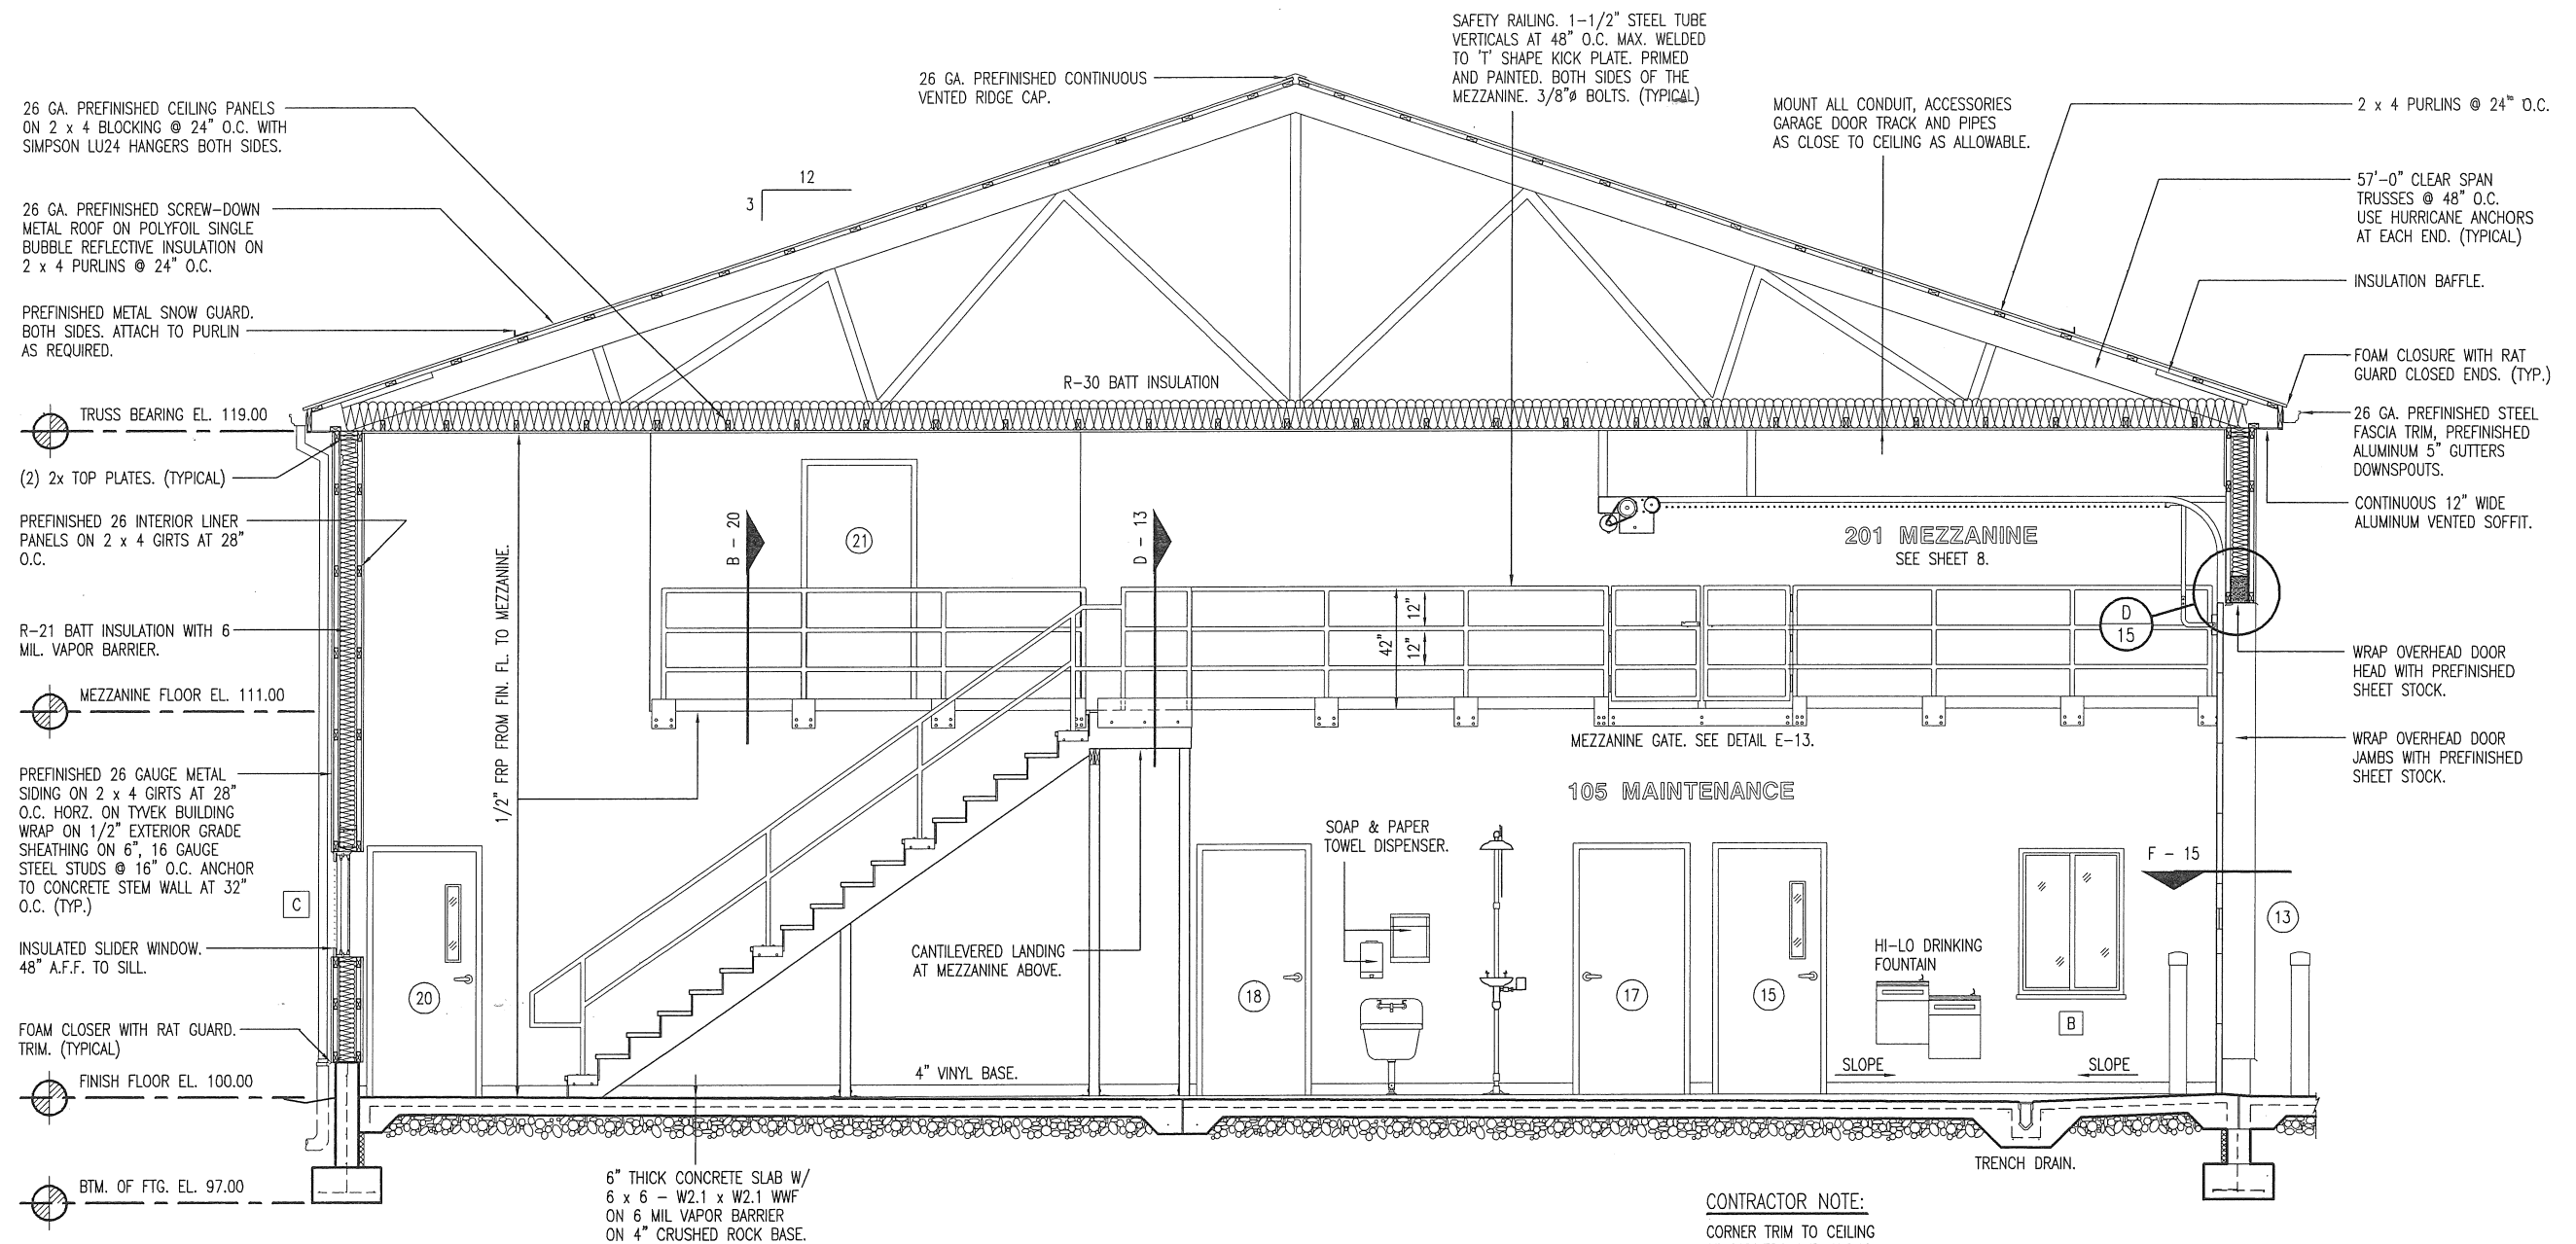 SAFETY RAILING. 1-1/2" STEEL TUBE
VERTICALS AT 48" O.C. MAX. WELDED
TO 'T' SHAPE KICK PLATE. PRIMED
AND PAINTED. BOTH SIDES OF THE
MEZZANINE. 3/8"ø BOLTS. (TYPICAL)
26 GA. PREFINISHED CONTINUOUS
VENTED RIDGE CAP.
26 GA. PREFINISHED CEILING PANELS
ON 2 x 4 BLOCKING @ 24" O.C. WITH
SIMPSON LU24 HANGERS BOTH SIDES.
MOUNT ALL CONDUIT, ACCESSORIES
GARAGE DOOR TRACK AND PIPES
AS CLOSE TO CEILING AS ALLOWABLE.
2 x 4 PURLINS @ 24" O.C.
12
3
57'-0" CLEAR SPAN
TRUSSES @ 48" O.C.
USE HURRICANE ANCHORS
AT EACH END. (TYPICAL)
26 GA. PREFINISHED SCREW-DOWN
METAL ROOF ON POLYFOIL SINGLE
BUBBLE REFLECTIVE INSULATION ON
2 x 4 PURLINS @ 24" O.C.
INSULATION BAFFLE.
PREFINISHED METAL SNOW GUARD.
BOTH SIDES. ATTACH TO PURLIN
AS REQUIRED.
FOAM CLOSURE WITH RAT
GUARD CLOSED ENDS. (TYP.)
R-30 BATT INSULATION
TRUSS BEARING EL. 119.00
26 GA. PREFINISHED STEEL
FASCIA TRIM, PREFINISHED
ALUMINUM 5" GUTTERS
DOWNSPOUTS.
(2) 2x TOP PLATES. (TYPICAL)
CONTINUOUS 12" WIDE
ALUMINUM VENTED SOFFIT.
PREFINISHED 26 INTERIOR LINER
PANELS ON 2 x 4 GIRTS AT 28"
O.C.
1/2" FRP FROM FIN. FL. TO MEZZANINE.
B - 20
21
D - 13
201 MEZZANINE
SEE SHEET 8.
42"
12"
12"
D
15
R-21 BATT INSULATION WITH 6
MIL. VAPOR BARRIER.
WRAP OVERHEAD DOOR
HEAD WITH PREFINISHED
SHEET STOCK.
MEZZANINE FLOOR EL. 111.00
MEZZANINE GATE. SEE DETAIL E-13.
WRAP OVERHEAD DOOR
JAMBS WITH PREFINISHED
SHEET STOCK.
105 MAINTENANCE
PREFINISHED 26 GAUGE METAL
SIDING ON 2 x 4 GIRTS AT 28"
O.C. HORZ. ON TYVEK BUILDING
WRAP ON 1/2" EXTERIOR GRADE
SHEATHING ON 6", 16 GAUGE
STEEL STUDS @ 16" O.C. ANCHOR
TO CONCRETE STEM WALL AT 32"
O.C. (TYP.)
C
SOAP & PAPER
TOWEL DISPENSER.
F - 15
13
INSULATED SLIDER WINDOW.
48" A.F.F. TO SILL.
CANTILEVERED LANDING
AT MEZZANINE ABOVE.
HI-LO DRINKING
FOUNTAIN
20
18
17
15
B
FOAM CLOSER WITH RAT GUARD.
TRIM. (TYPICAL)
SLOPE
SLOPE
4" VINYL BASE.
FINISH FLOOR EL. 100.00
TRENCH DRAIN.
BTM. OF FTG. EL. 97.00
6" THICK CONCRETE SLAB W/
6 x 6 - W2.1 x W2.1 WWF
ON 6 MIL VAPOR BARRIER
ON 4" CRUSHED ROCK BASE.
CONTRACTOR NOTE:
CORNER TRIM TO CEILING